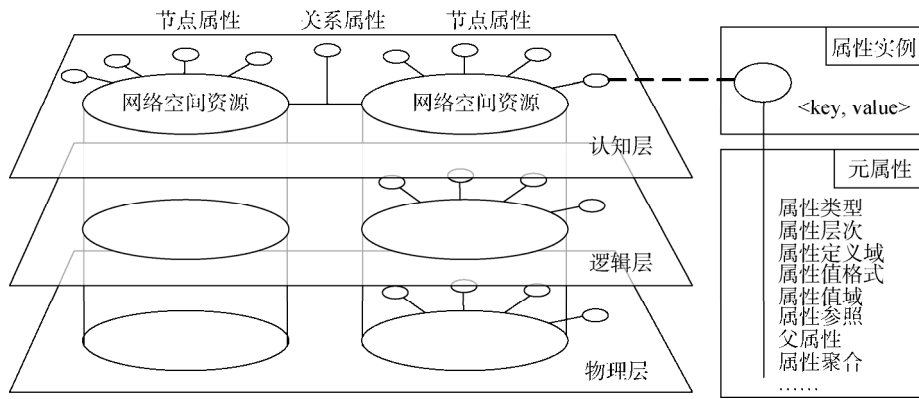 节点属性
关系属性
节点属性
网络空间资源
网络空间资源
认知层
逻辑层
物理层
属性实例
<key, value>
元属性
属性类型
属性层次
属性定义域
属性值格式
属性值域
属性参照
父属性
属性聚合
……